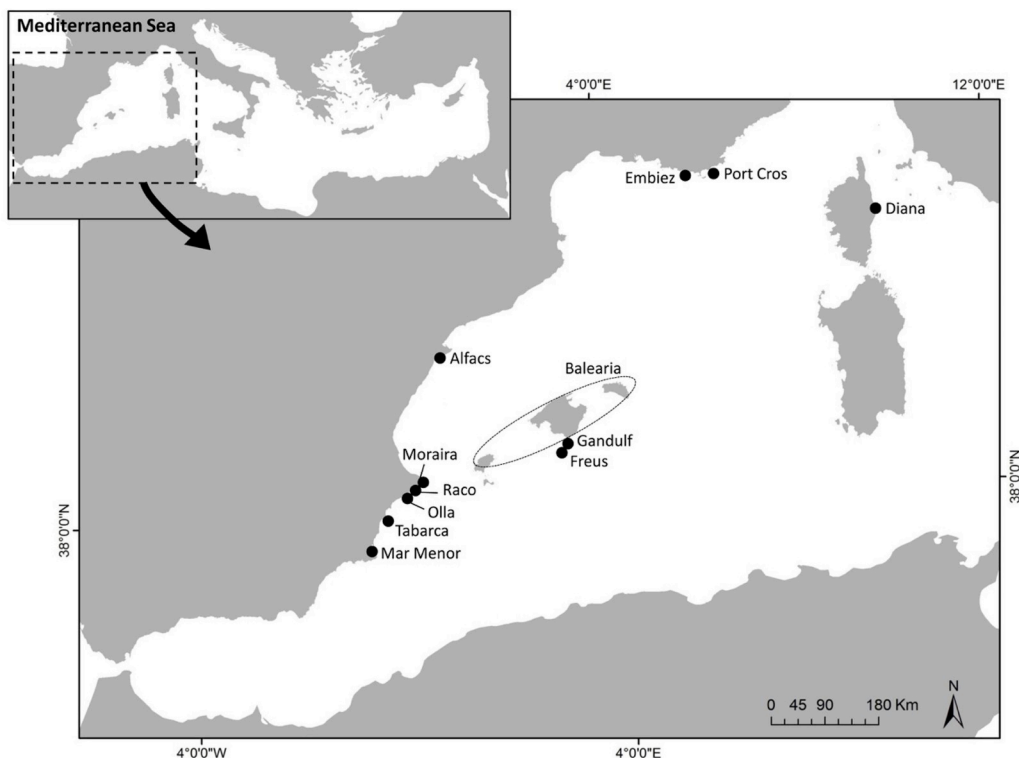 Mediterranean Sea
4°0'0"E
12°0'0"E
Embiez
Port Cros
Diana
Alfacs
Balearia
Gandulf
Freus
Moraira
Raco
Olla
Tabarca
Mar Menor
38°0'0"N
38°0'0"N
0 45 90 180 Km
N
4°0'0"W
4°0'0"E